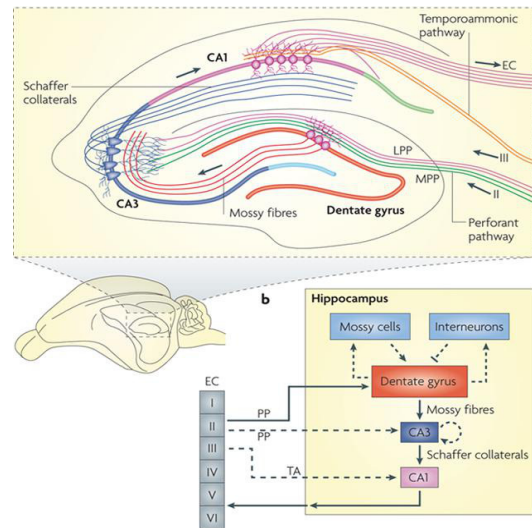 Temporoammonic
pathway
CA1
EC
Schaffer
collaterals
LPP
III
MPP
II
CA3
Mossy fibres
Dentate gyrus
Perforant
pathway
b
Hippocampus
Mossy cells
Interneurons
EC
Dentate gyrus
I
PP
Mossy fibres
II
PP
CA3
III
Schaffer collaterals
IV
TA
CA1
V
VI